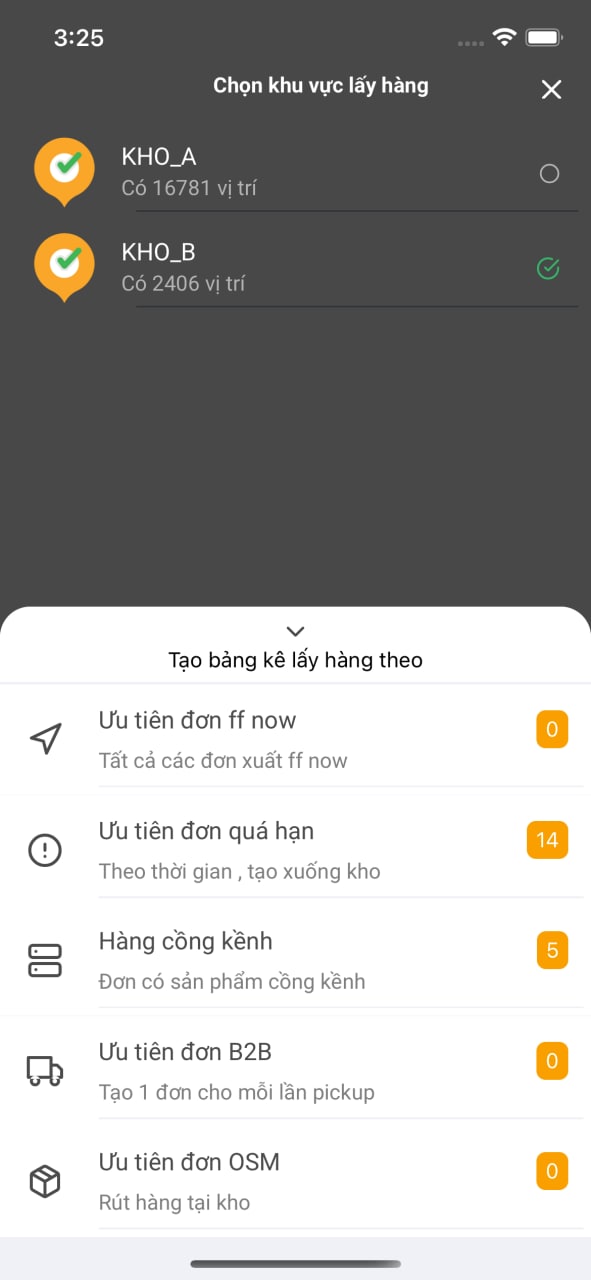 3:25
Chọn khu vực lấy hàng
KHO_A
Có 16781 vị trí
KHO_B
Có 2406 vị trí
Tạo bảng kê lấy hàng theo
Ưu tiên đơn ff now
0
Tất cả các đơn xuất ff now
Ưu tiên đơn quá hạn
14
Theo thời gian , tạo xuống kho
Hàng cồng kềnh
5
Đơn có sản phẩm cồng kềnh
Ưu tiên đơn B2B
0
Tạo 1 đơn cho mỗi lần pickup
Ưu tiên đơn OSM
0
Rút hàng tại kho